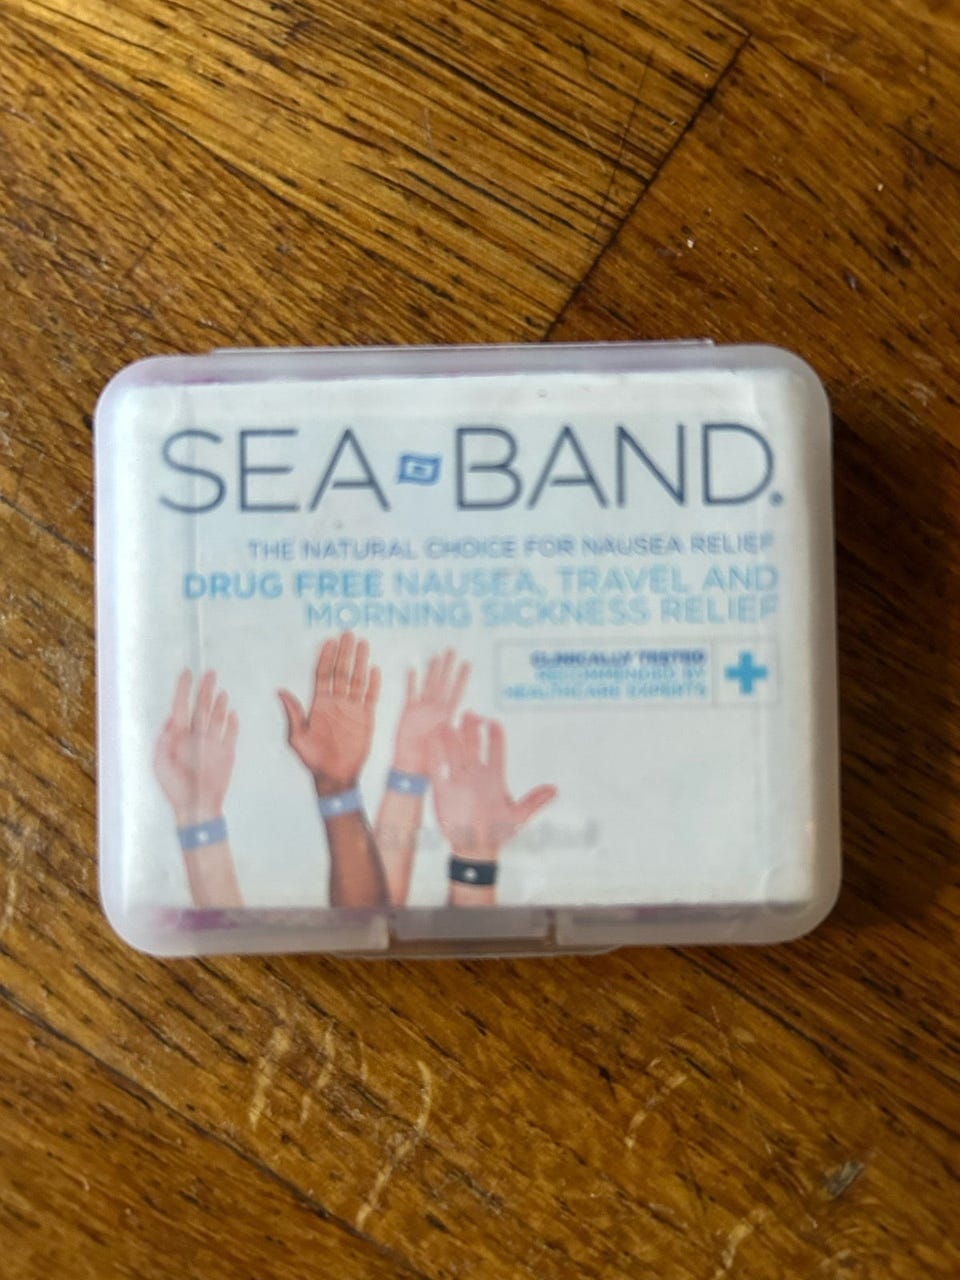 SEA-BAND.
THE NATURAL CHOICE FOR NAUSEA RELIEF
DRUG FREE NAUSEA, TRAVEL AND
MORNING SICKNESS RELIEF
CLINICALLY TESTED
RECOMMENDED BY
HEALTHCARE EXPERTS